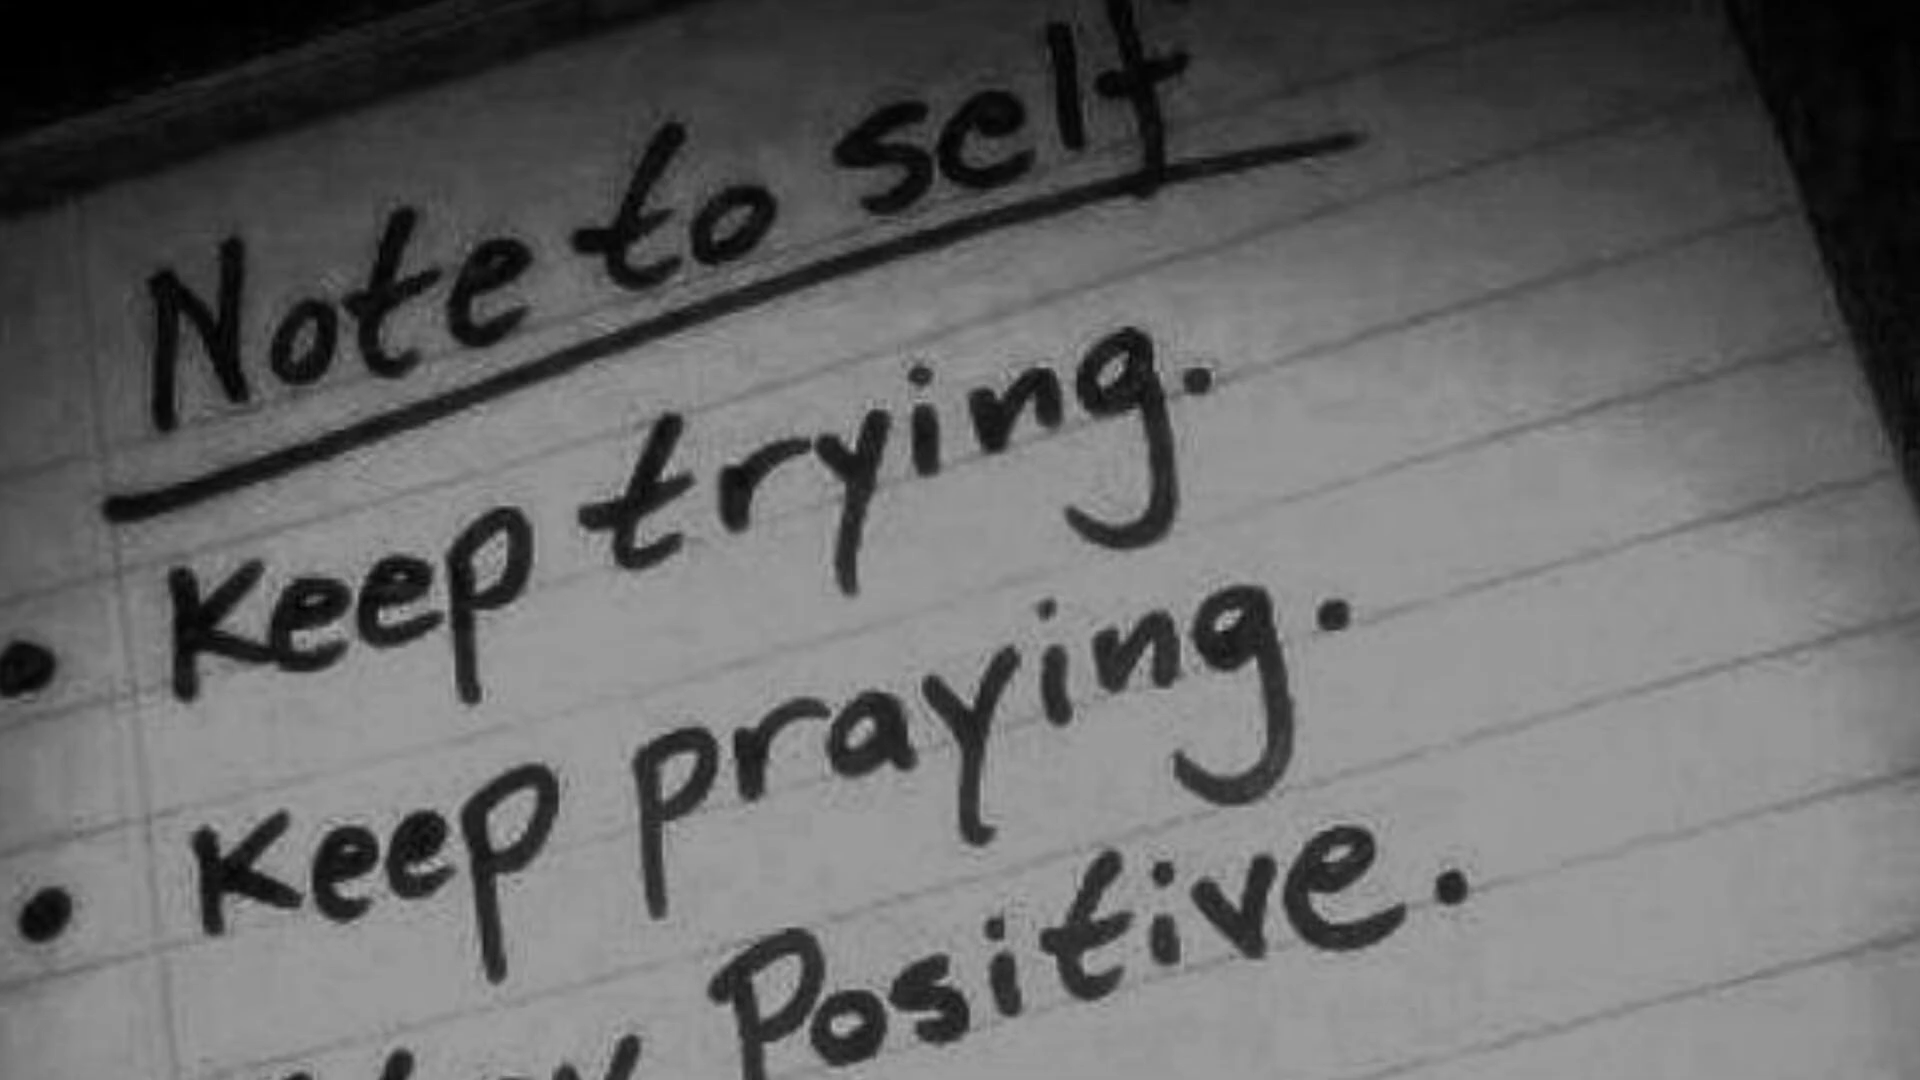 Note to self
• Keep trying.
• Keep praying.
Positive.